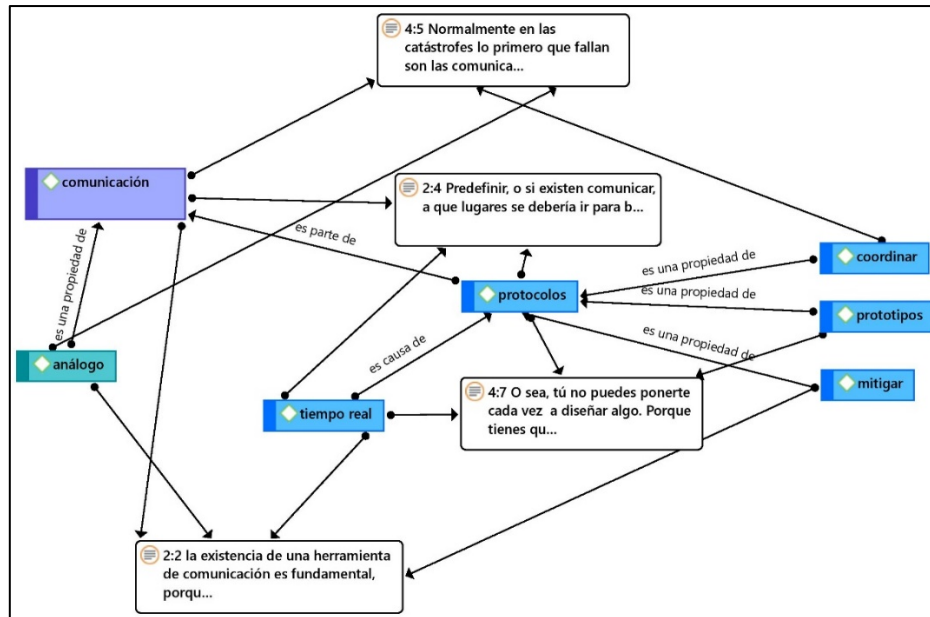 4:5 Normalmente en las
catástrofes lo primero que fallan
son las comunica...
comunicación
2:4 Predefinir, o si existen comunicar,
a que lugares se debería ir para b...
es una propiedad de
es parte de
es una propiedad de
coordinar
protocolos
es una propiedad de
prototipos
es una propiedad de
análogo
es causa de
mitigar
4:7 O sea, tú no puedes ponerte
cada vez a diseñar algo. Porque
tienes qu...
tiempo real
2:2 la existencia de una herramienta
de comunicación es fundamental,
porqu...